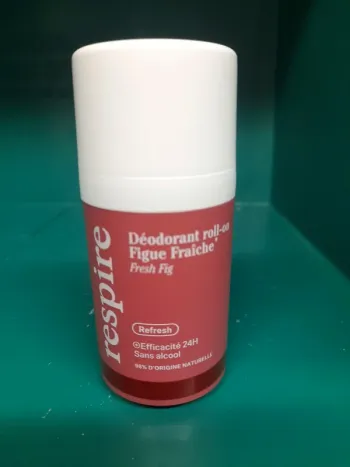 respire
Déodorant roll-on
Figue Fraîche*
Fresh Fig
Refresh
Efficacité 24H
Sans alcool
98% D'ORIGINE NATURELLE